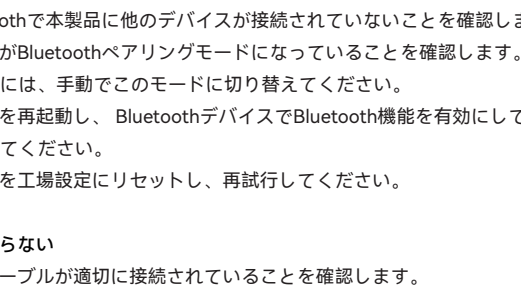 othで本製品に他のデバイスが接続されていないことを確認しま
がBluetoothペアリングモードになっていることを確認します。
には、手動でこのモードに切り替えてください。
を再起動し、 BluetoothデバイスでBluetooth機能を有効にして
てください。
を工場設定にリセットし、再試行してください。
らない
ーブルが適切に接続されていることを確認します。